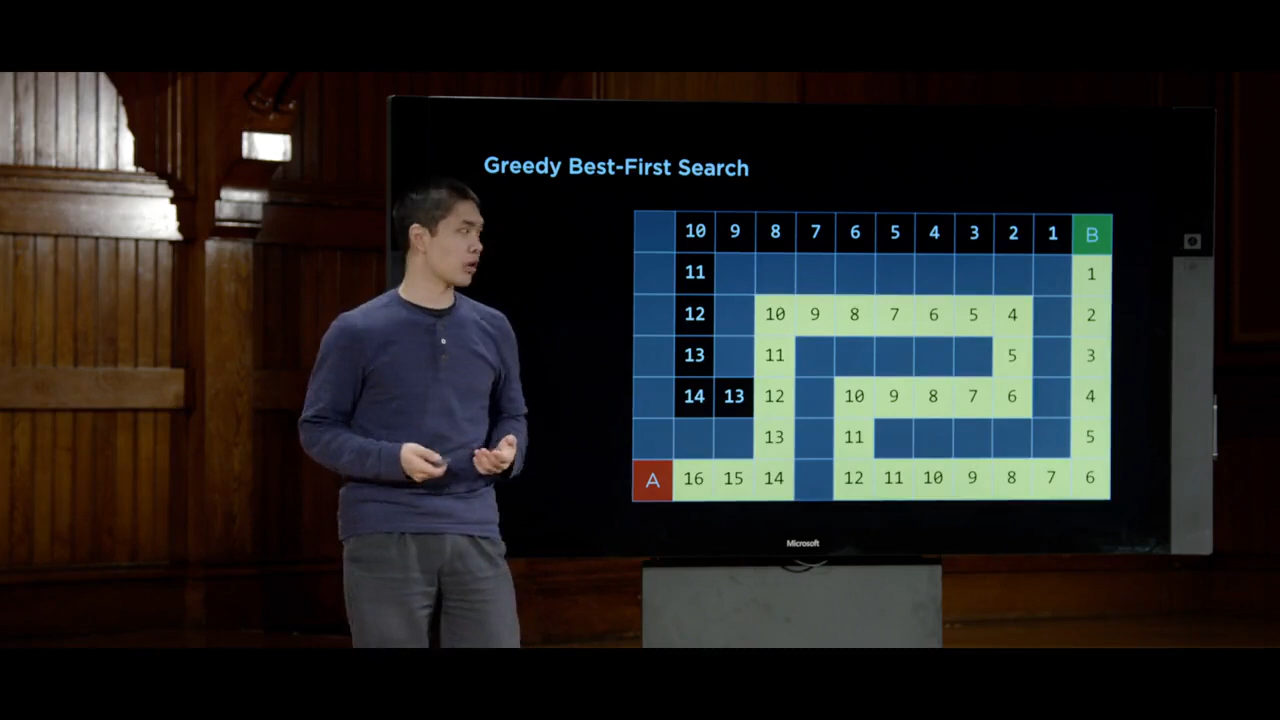 Greedy Best-First Search
10 9 8 7 6 5 4 3 2 1 B
11 1
12 10 9 8 7 6 5 4 2
13 11 5 3
14 13 12 10 9 8 7 6 4
13 11 5
A 16 15 14 12 11 10 9 8 7 6
Microsoft